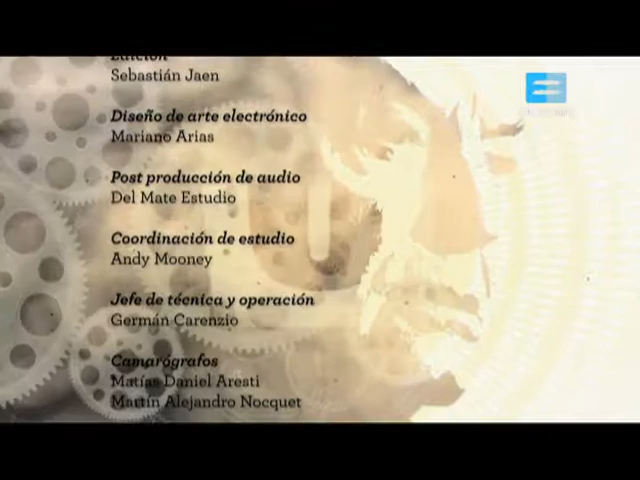 Edición
Sebastián Jaen
Diseño de arte electrónico
Mariano Arias
Post producción de audio
Del Mate Estudio
Coordinación de estudio
Andy Mooney
Jefe de técnica y operación
Germán Carenzio
Camarógrafos
Matías Daniel Aresti
Martín Alejandro Nocquet